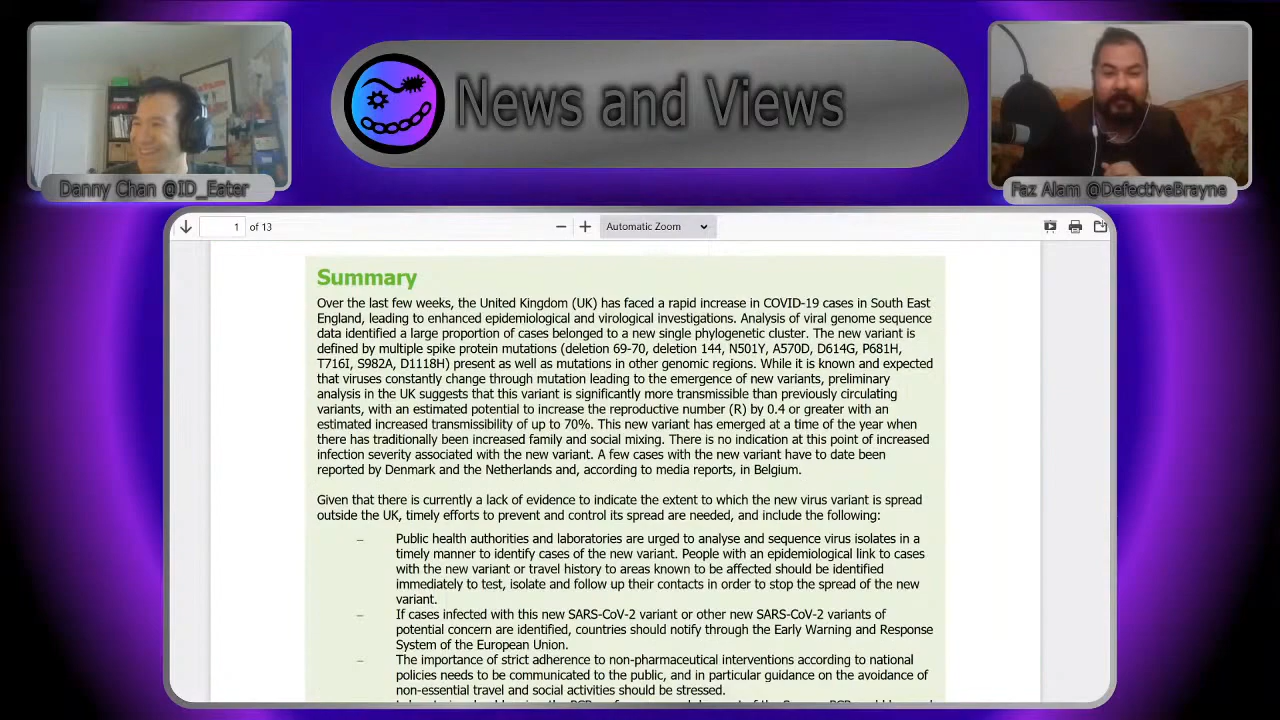 News and Views
Danny Chan @ID_Eater
Faz Alam @DefectiveBrayne
1 of 13
Automatic Zoom
Summary
Over the last few weeks, the United Kingdom (UK) has faced a rapid increase in COVID-19 cases in South East
England, leading to enhanced epidemiological and virological investigations. Analysis of viral genome sequence
data identified a large proportion of cases belonged to a new single phylogenetic cluster. The new variant is
defined by multiple spike protein mutations (deletion 69-70, deletion 144, N501Y, A570D, D614G, P681H,
T716I, S982A, D1118H) present as well as mutations in other genomic regions. While it is known and expected
that viruses constantly change through mutation leading to the emergence of new variants, preliminary
analysis in the UK suggests that this variant is significantly more transmissible than previously circulating
variants, with an estimated potential to increase the reproductive number (R) by 0.4 or greater with an
estimated increased transmissibility of up to 70%. This new variant has emerged at a time of the year when
there has traditionally been increased family and social mixing. There is no indication at this point of increased
infection severity associated with the new variant. A few cases with the new variant have to date been
reported by Denmark and the Netherlands and, according to media reports, in Belgium.
Given that there is currently a lack of evidence to indicate the extent to which the new virus variant is spread
outside the UK, timely efforts to prevent and control its spread are needed, and include the following:
– Public health authorities and laboratories are urged to analyse and sequence virus isolates in a
timely manner to identify cases of the new variant. People with an epidemiological link to cases
with the new variant or travel history to areas known to be affected should be identified
immediately to test, isolate and follow up their contacts in order to stop the spread of the new
variant.
– If cases infected with this new SARS-CoV-2 variant or other new SARS-CoV-2 variants of
potential concern are identified, countries should notify through the Early Warning and Response
System of the European Union.
– The importance of strict adherence to non-pharmaceutical interventions according to national
policies needs to be communicated to the public, and in particular guidance on the avoidance of
non-essential travel and social activities should be stressed.